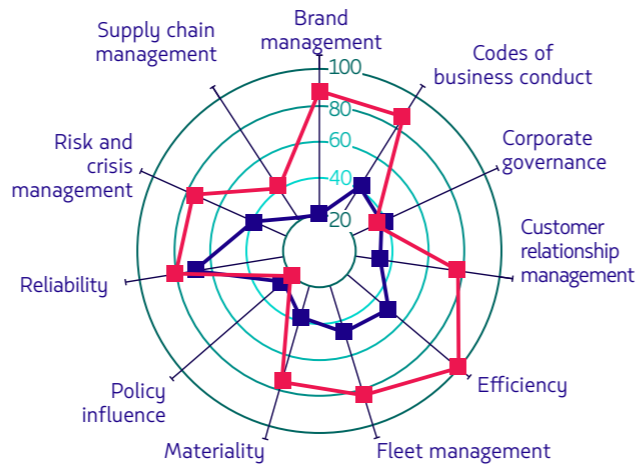 Brand
management
Codes of
business conduct
Corporate
governance
Customer
relationship
management
Efficiency
Fleet management
Materiality
Policy
influence
Reliability
Risk and
crisis
management
Supply chain
management
100
80
60
40
20